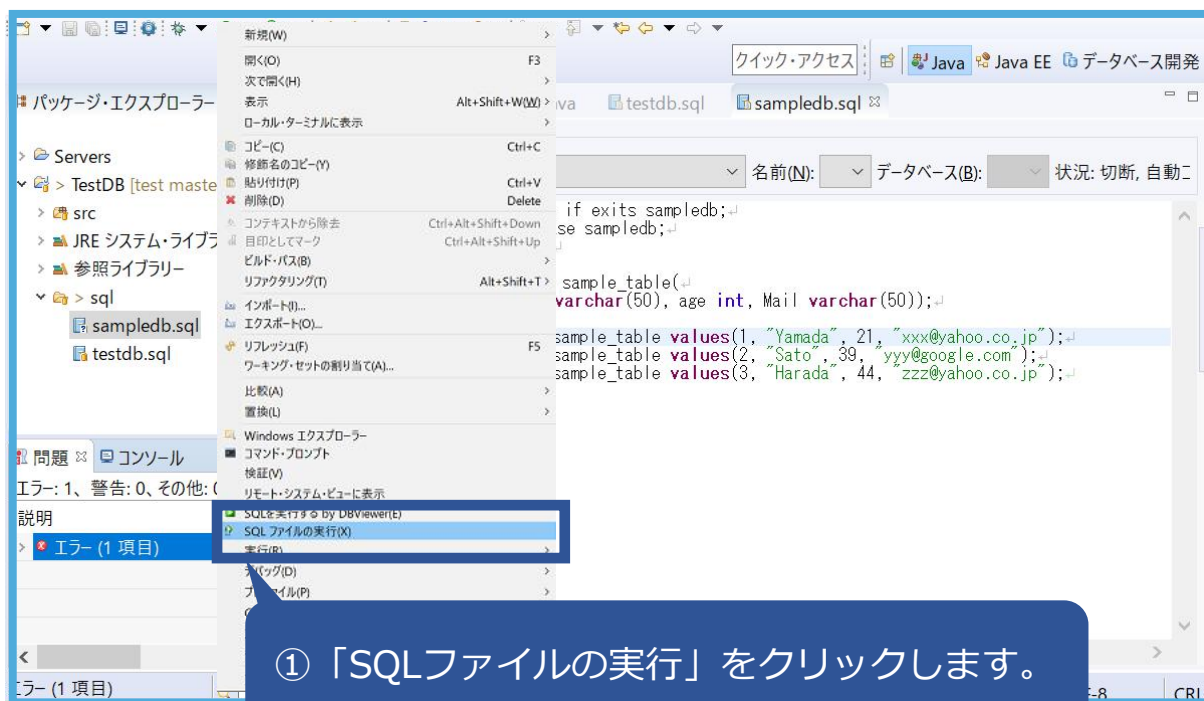 クイック・アクセス
Java
Java EE
データベース開発
パッケージ・エクスプローラー
Servers
> TestDB [test maste
src
JRE システム・ライブラ
参照ライブラリー
> sql
sampledb.sql
testdb.sql
問題
コンソール
エラー: 1、警告: 0、その他: 0
説明
エラー (1 項目)
エラー (1 項目)
新規(W)
開く(O) F3
次で開く(H)
表示 Alt+Shift+W(W)
ローカル・ターミナルに表示
コピー(C) Ctrl+C
修飾名のコピー(Y)
貼り付け(P) Ctrl+V
削除(D) Delete
コンテキストから除去 Ctrl+Alt+Shift+Down
目印としてマーク Ctrl+Alt+Shift+Up
ビルド・パス(B)
リファクタリング(T) Alt+Shift+T
インポート(I)...
エクスポート(O)...
リフレッシュ(F) F5
ワーキング・セットの割り当て(A)...
比較(A)
置換(L)
Windows エクスプローラー
コマンド・プロンプト
検証(V)
リモート・システム・ビューに表示
SQLを実行する by DBViewer(E)
SQL ファイルの実行(X)
実行(R)
デバッグ(D)
プロファイル(P)
va
testdb.sql
sampledb.sql
名前(N):
データベース(B):
状況: 切断, 自動コ
if exits sampledb;
se sampledb;
sample_table(
varchar(50), age int, Mail varchar(50));
sample_table values(1, "Yamada", 21, "xxx@yahoo.co.jp");
sample_table values(2, "Sato", 39, "yyy@google.com");
sample_table values(3, "Harada", 44, "zzz@yahoo.co.jp");
①「SQLファイルの実行」をクリックします。
-8
CRL